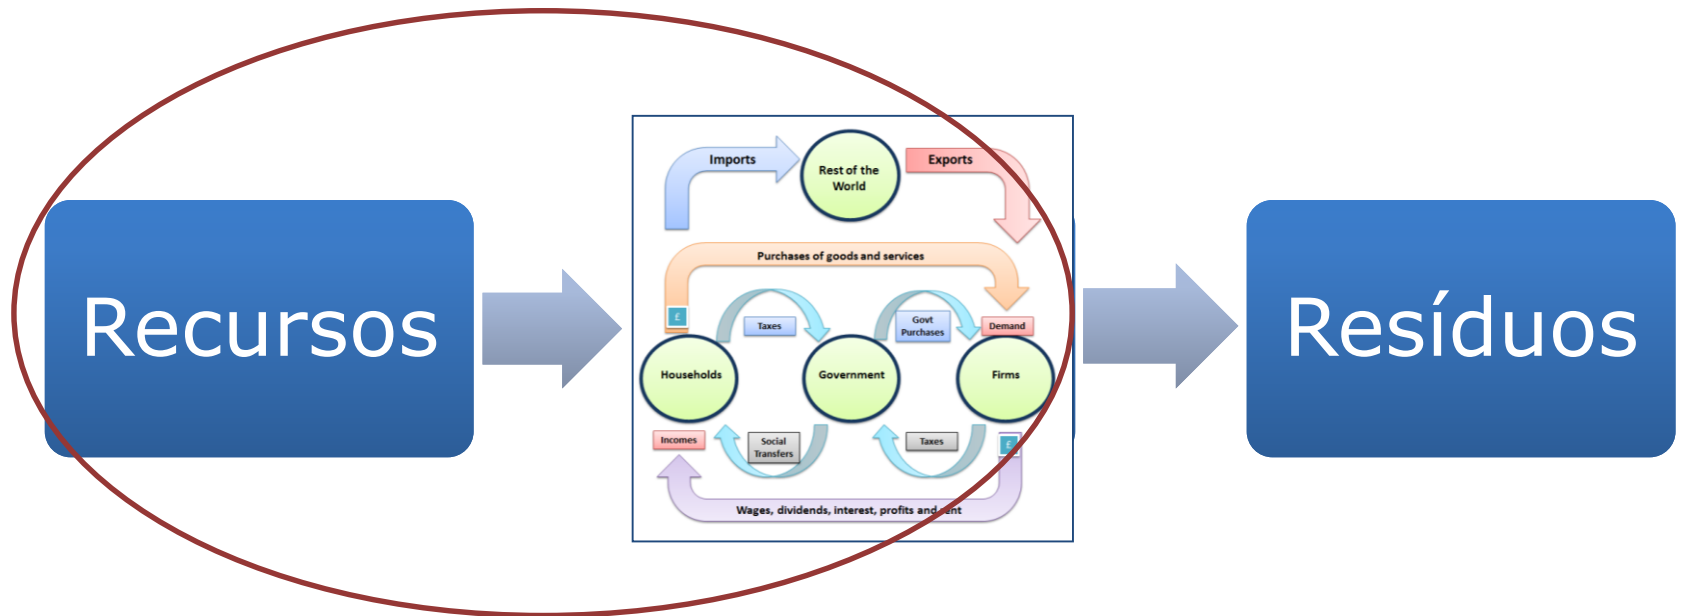 Recursos
Imports
Rest of the
World
Exports
Purchases of goods and services
£
Taxes
Govt
Purchases
Demand
Households
Government
Firms
Incomes
Social
Transfers
Taxes
£
Wages, dividends, interest, profits and rent
Resíduos